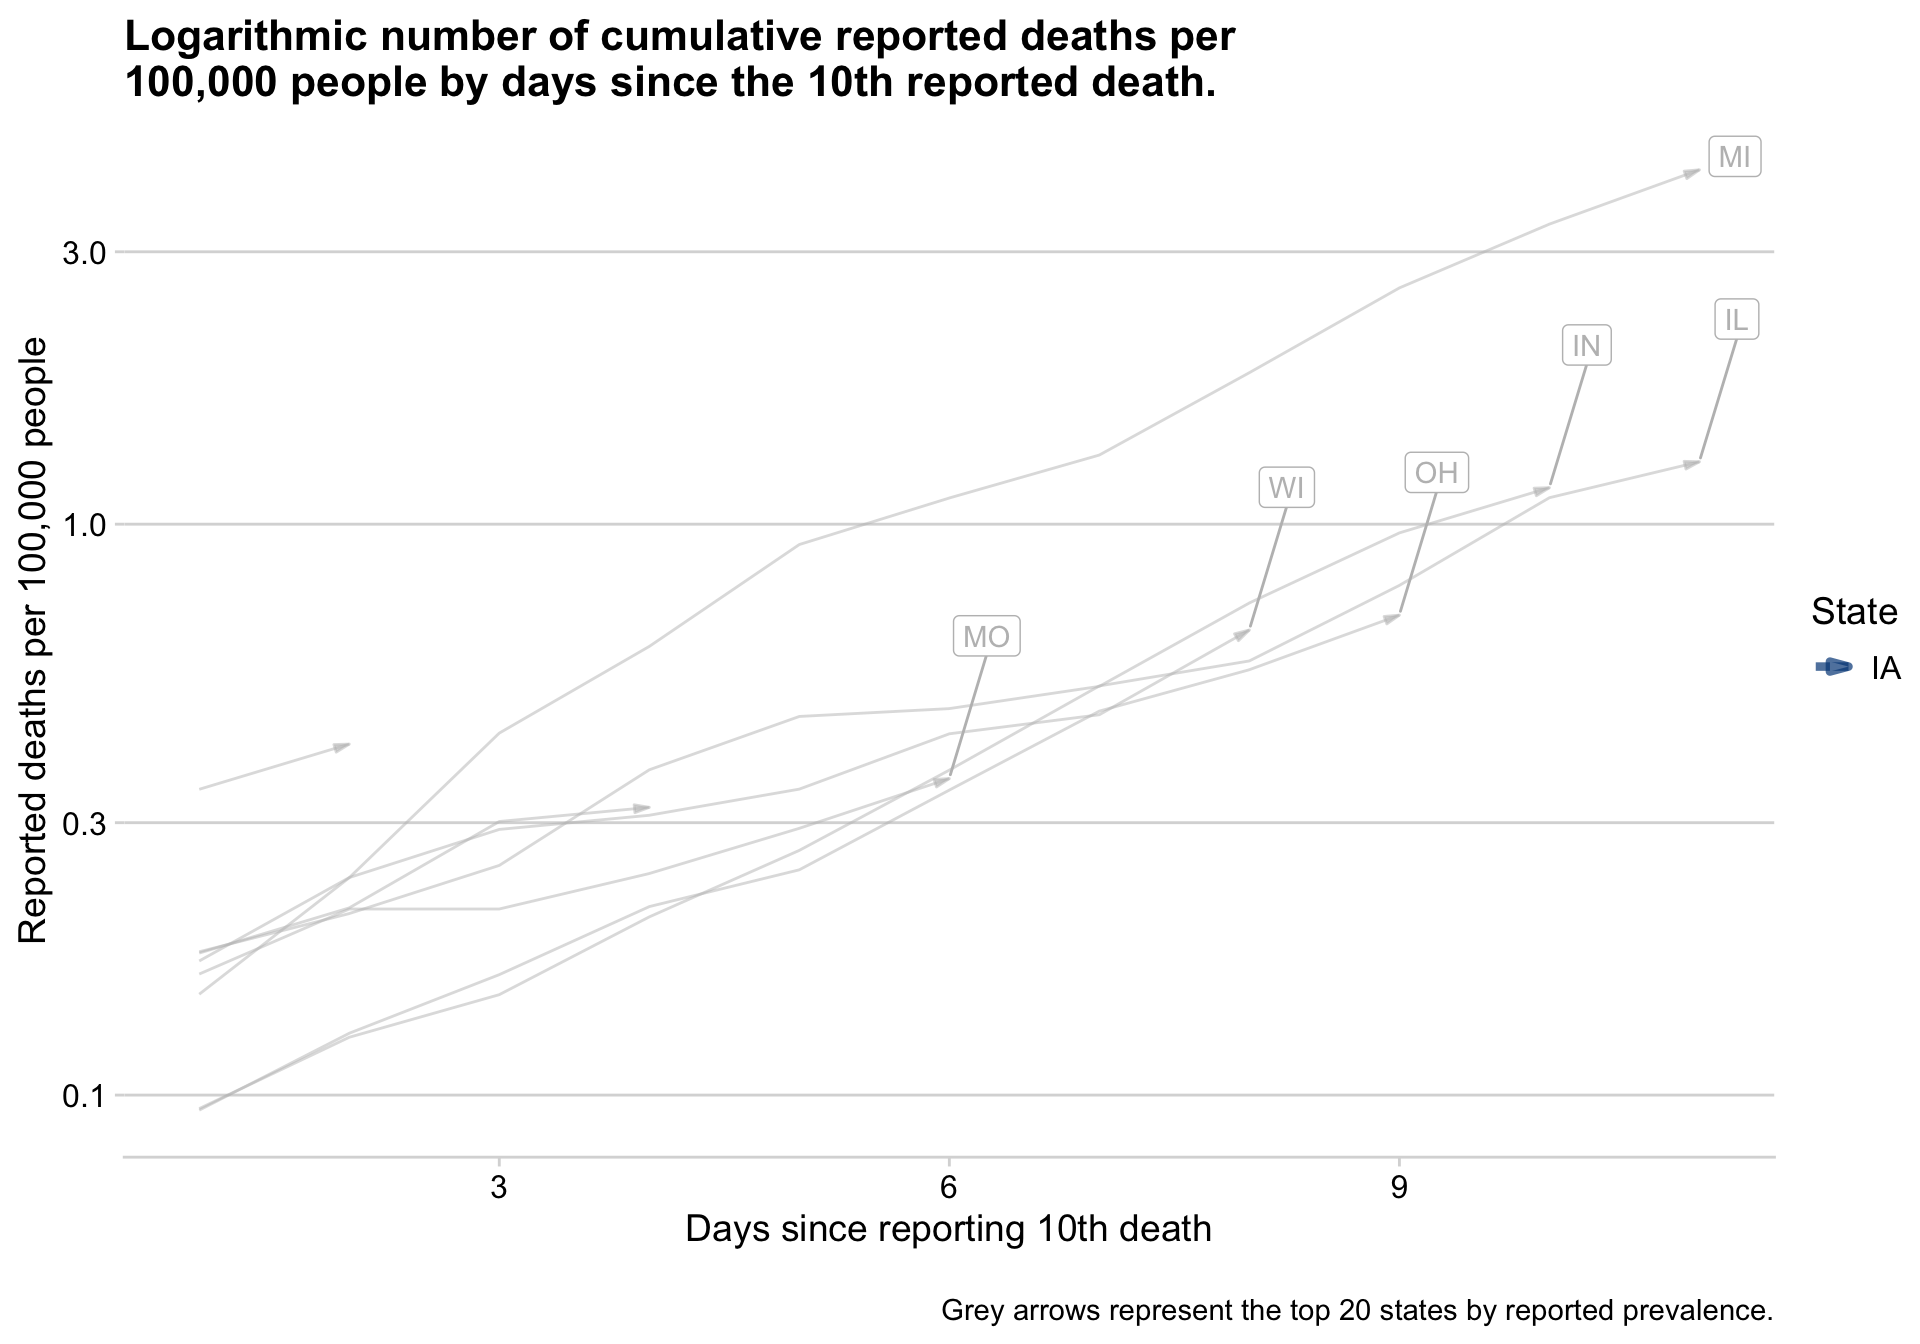 Logarithmic number of cumulative reported deaths per
100,000 people by days since the 10th reported death.
MI
3.0
IL
IN
OH
WI
1.0
MO
0.3
0.1
Reported deaths per 100,000 people
3
6
9
Days since reporting 10th death
State
IA
Grey arrows represent the top 20 states by reported prevalence.